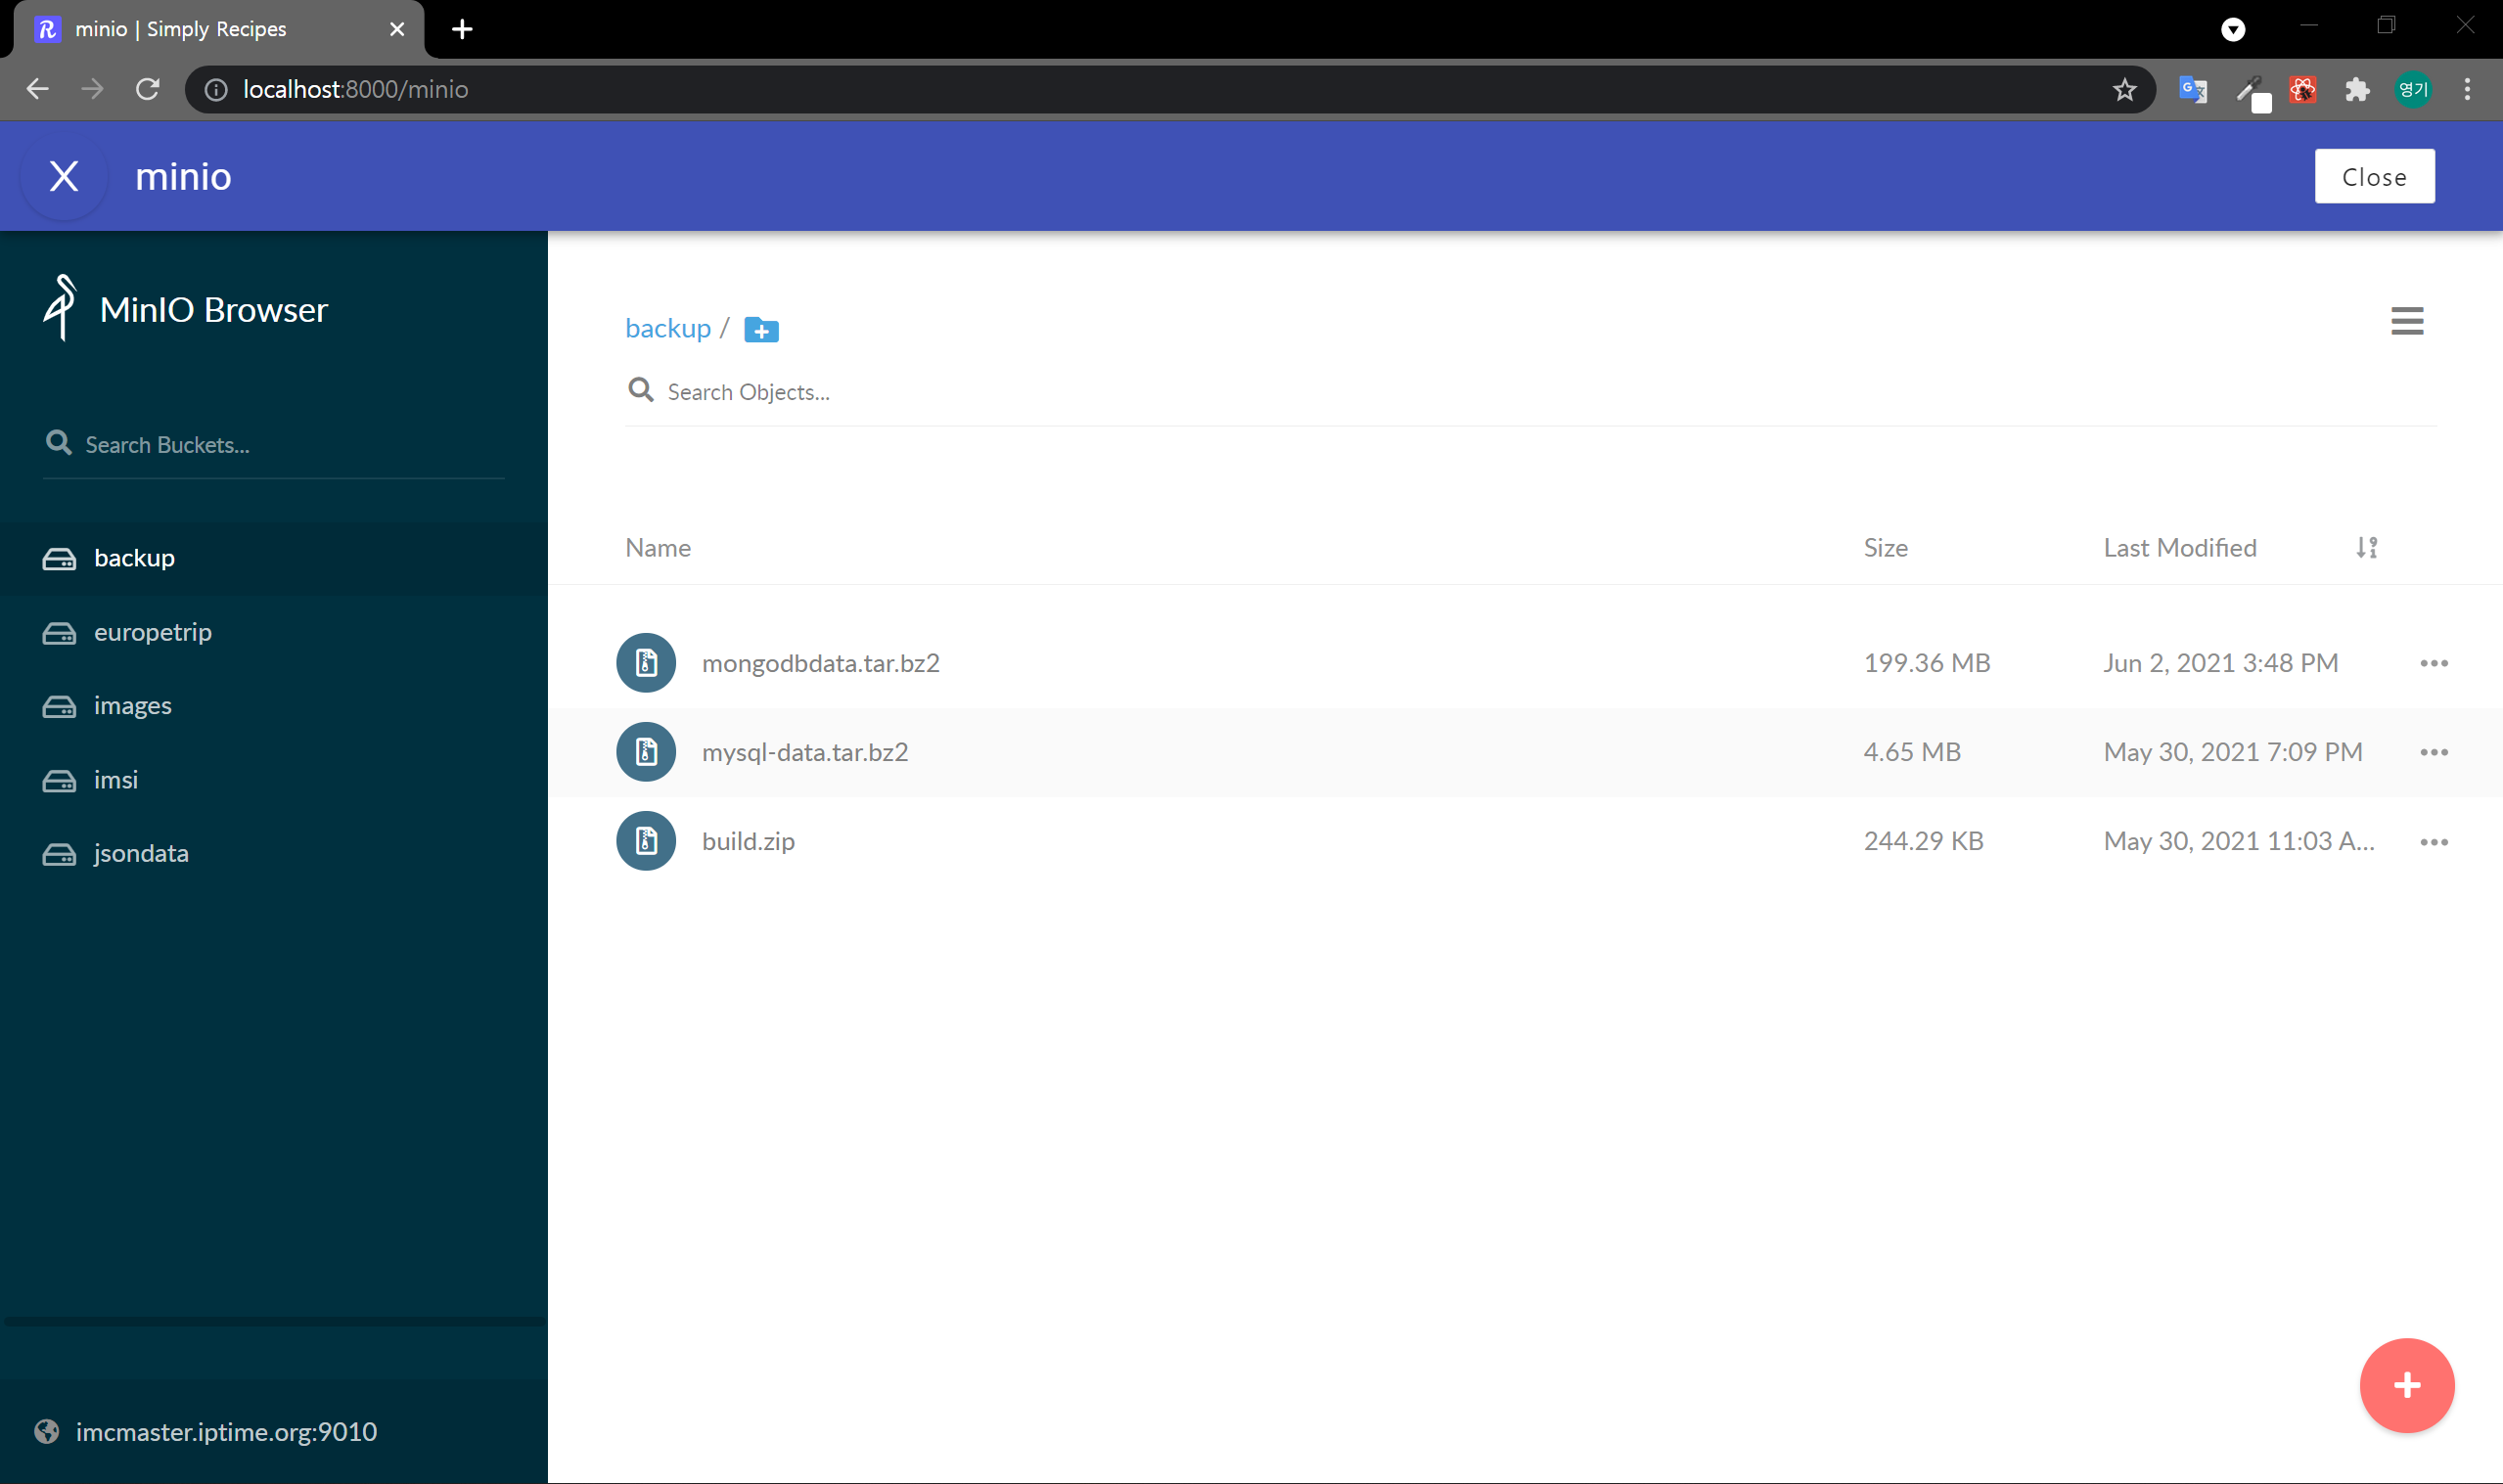 minio | Simply Recipes
localhost:8000/minio
영기
X minio
Close
MinIO Browser
Search Buckets...
backup
europetrip
images
imsi
jsondata
imcmaster.iptime.org:9010
backup /
Search Objects...
Name Size Last Modified
mongodbdata.tar.bz2 199.36 MB Jun 2, 2021 3:48 PM
mysql-data.tar.bz2 4.65 MB May 30, 2021 7:09 PM
build.zip 244.29 KB May 30, 2021 11:03 A...